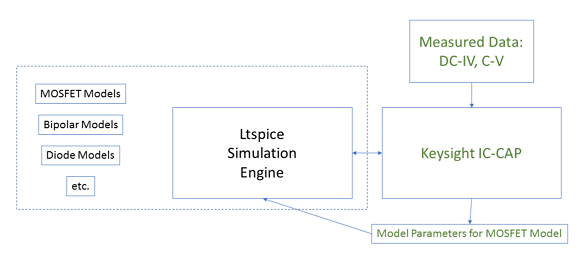 Measured Data:
DC-IV, C-V
MOSFET Models
Bipolar Models
Diode Models
etc.
Ltspice
Simulation
Engine
Keysight IC-CAP
Model Parameters for MOSFET Model